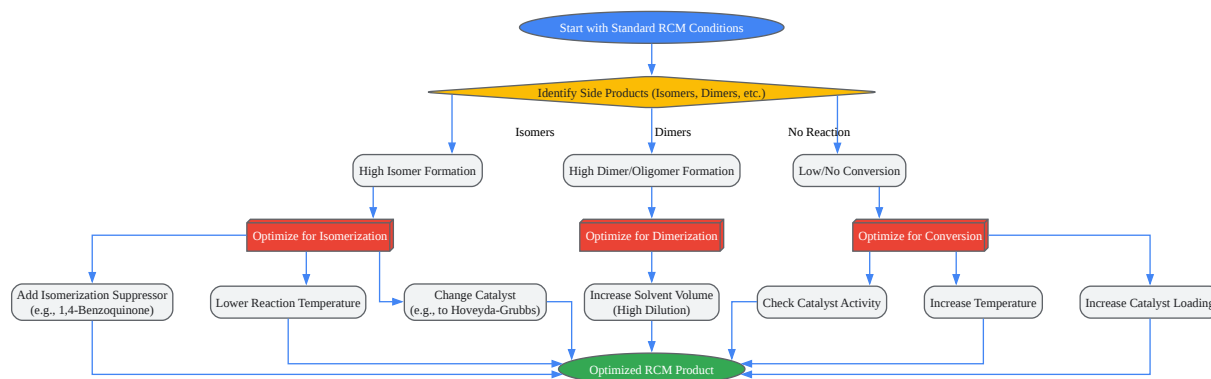 Start with Standard RCM Conditions
Identify Side Products (Isomers, Dimers, etc.)
Isomers
Dimers
No Reaction
High Isomer Formation
High Dimer/Oligomer Formation
Low/No Conversion
Optimize for Isomerization
Optimize for Dimerization
Optimize for Conversion
Add Isomerization Suppressor
(e.g., 1,4-Benzoquinone)
Lower Reaction Temperature
Change Catalyst
(e.g., to Hoveyda-Grubbs)
Increase Solvent Volume
(High Dilution)
Check Catalyst Activity
Increase Temperature
Increase Catalyst Loading
Optimized RCM Product